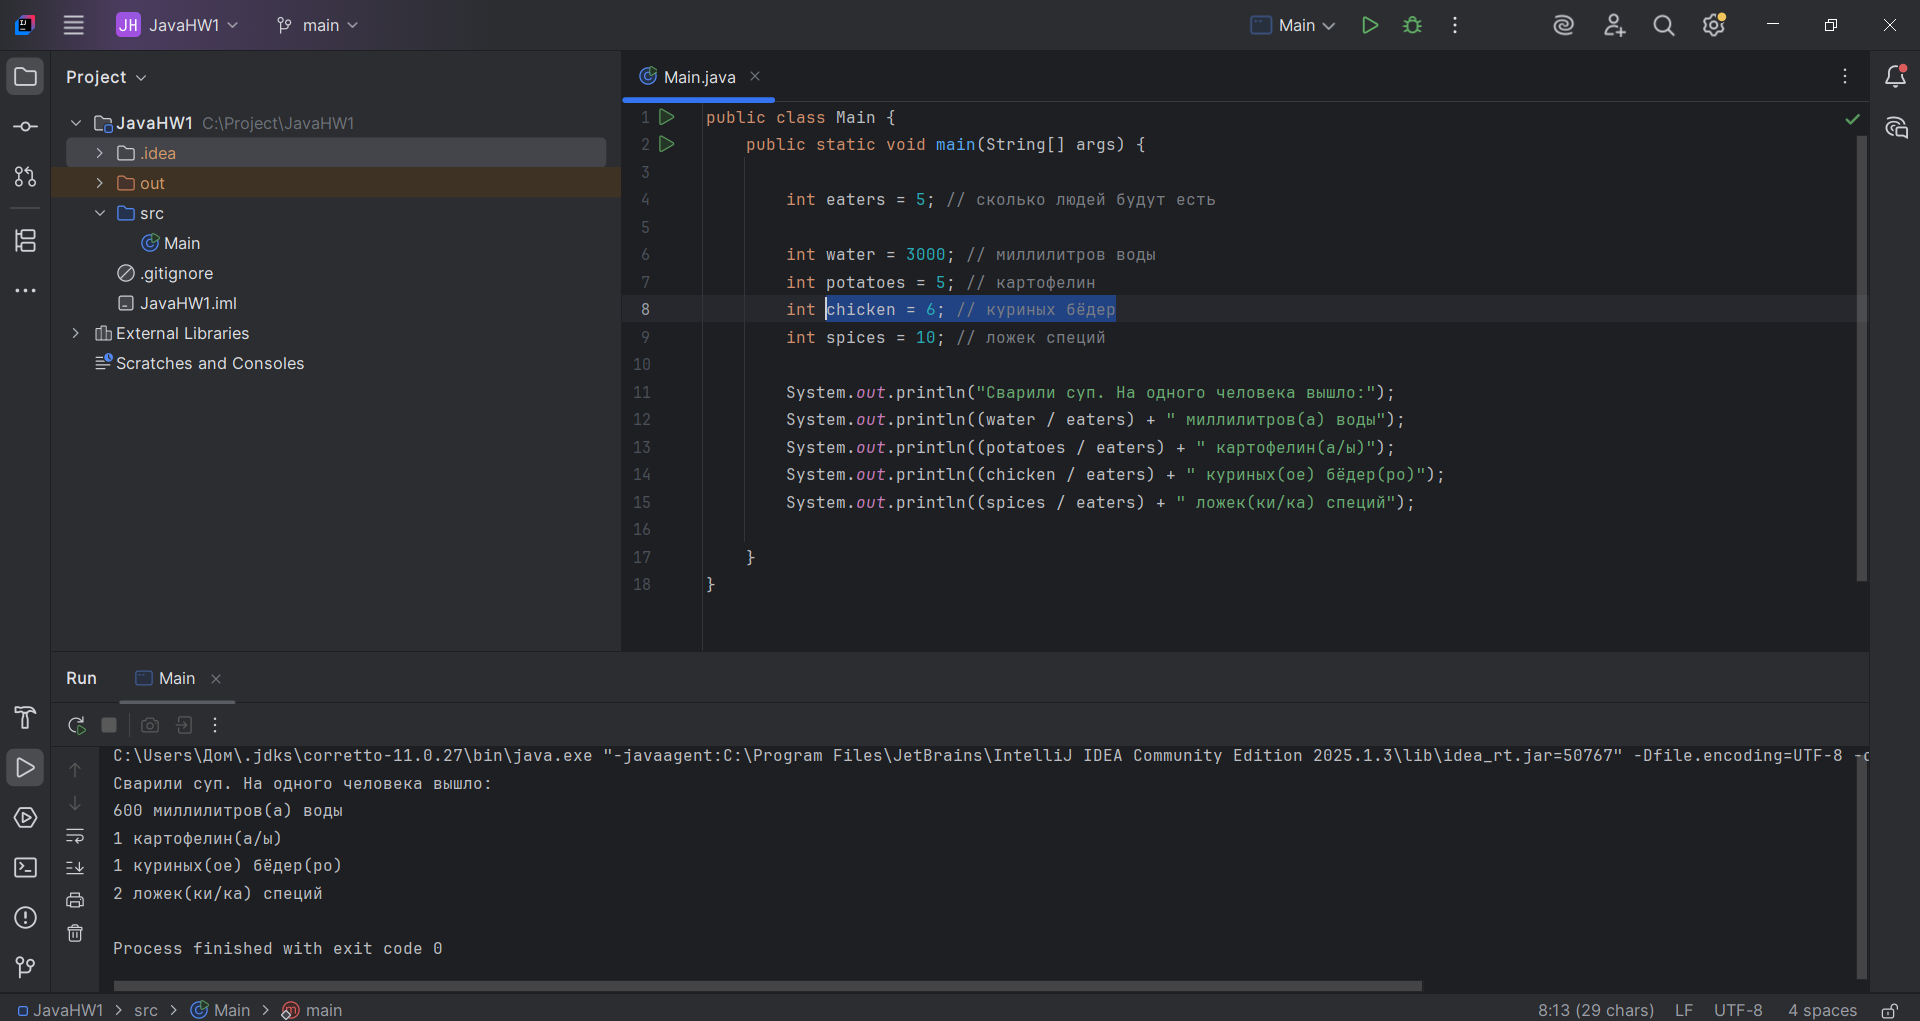 JH JavaHW1 main Main
Project
JavaHW1 C:\Project\JavaHW1
.idea
out
src
Main
.gitignore
JavaHW1.iml
External Libraries
Scratches and Consoles
Main.java
1 public class Main {
2 public static void main(String[] args) {
3
4 int eaters = 5; // сколько людей будут есть
5
6 int water = 3000; // миллилитров воды
7 int potatoes = 5; // картофелин
8 int chicken = 6; // куриных бёдер
9 int spices = 10; // ложек специй
10
11 System.out.println("Сварили суп. На одного человека вышло:");
12 System.out.println((water / eaters) + " миллилитров(а) воды");
13 System.out.println((potatoes / eaters) + " картофелин(а/ы)");
14 System.out.println((chicken / eaters) + " куриных(ое) бёдер(ро)");
15 System.out.println((spices / eaters) + " ложек(ки/ка) специй");
16
17 }
18 }
Run Main
C:\Users\Дом\.jdks\corretto-11.0.27\bin\java.exe "-javaagent:C:\Program Files\JetBrains\IntelliJ IDEA Community Edition 2025.1.3\lib\idea_rt.jar=50767" -Dfile.encoding=UTF-8 -c
Сварили суп. На одного человека вышло:
600 миллилитров(а) воды
1 картофелин(а/ы)
1 куриных(ое) бёдер(ро)
2 ложек(ки/ка) специй
Process finished with exit code 0
JavaHW1 > src > Main > main 8:13 (29 chars) LF UTF-8 4 spaces